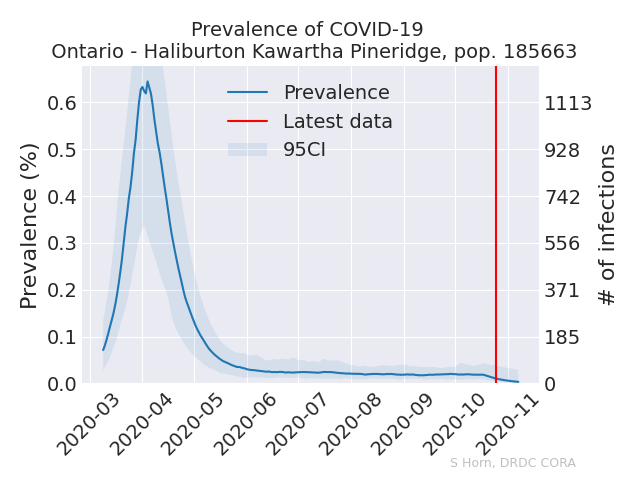 Prevalence of COVID-19
Ontario - Haliburton Kawartha Pineridge, pop. 185663
Prevalence
Latest data
95CI
Prevalence (%)
0.6
0.5
0.4
0.3
0.2
0.1
0.0
1113
928
742
556
371
185
0
# of infections
2020-03
2020-04
2020-05
2020-06
2020-07
2020-08
2020-09
2020-10
2020-11
S Horn, DRDC CORA